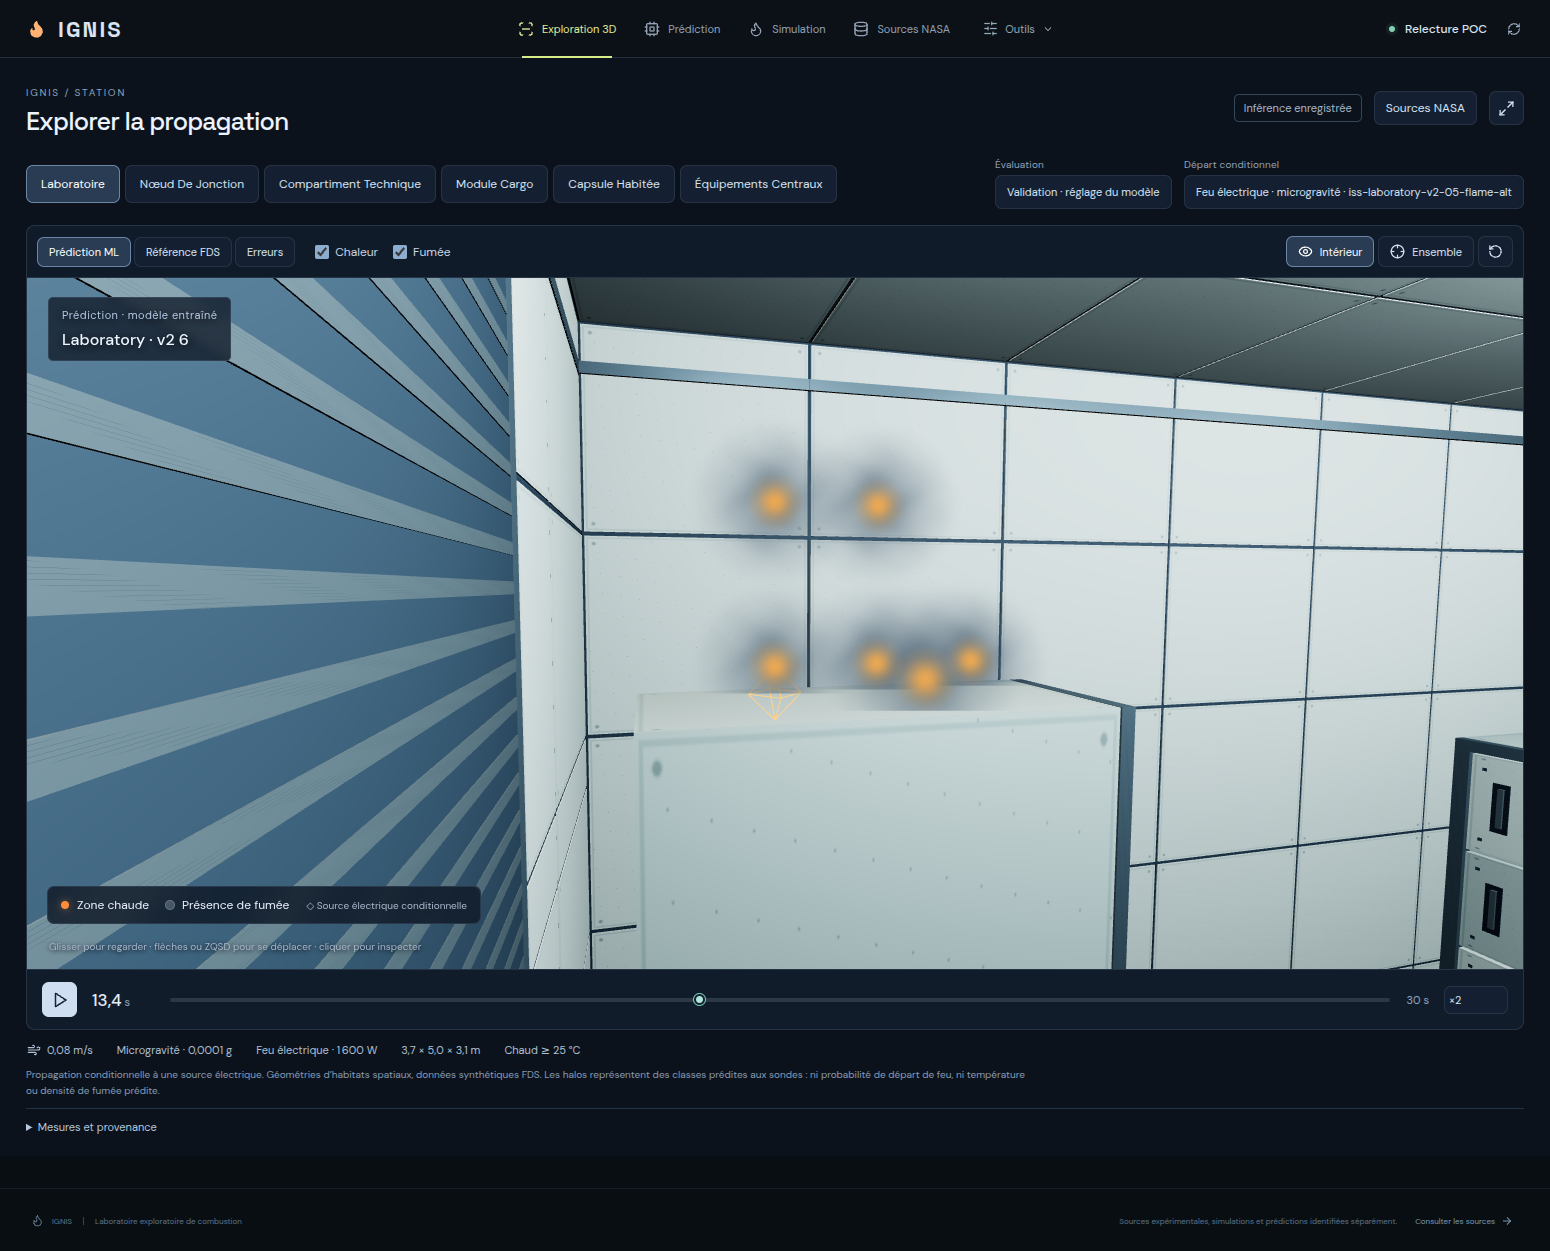 IGNIS
Exploration 3D
Prédiction
Simulation
Sources NASA
Outils
Relecture POC
IGNIS / STATION
Explorer la propagation
Inférence enregistrée
Sources NASA
Évaluation
Départ conditionnel
Laboratoire
Nœud De Jonction
Compartiment Technique
Module Cargo
Capsule Habitée
Équipements Centraux
Validation · réglage du modèle
Feu électrique · microgravité · iss-laboratory-v2-05-flame-alt
Prédiction ML
Référence FDS
Erreurs
Chaleur
Fumée
Intérieur
Ensemble
Prédiction · modèle entraîné
Laboratory · v2 6
Zone chaude
Présence de fumée
◇ Source électrique conditionnelle
Glisser pour regarder · flèches ou ZQSD pour se déplacer · cliquer pour inspecter
13,4 s
30 s
×2
0,08 m/s
Microgravité · 0,0001 g
Feu électrique · 1 600 W
3,7 × 5,0 × 3,1 m
Chaud ≥ 25 °C
Propagation conditionnelle à une source électrique. Géométries d'habitats spatiaux, données synthétiques FDS. Les halos représentent des classes prédites aux sondes : ni probabilité de départ de feu, ni température
ou densité de fumée prédite.
▶ Mesures et provenance
IGNIS | Laboratoire exploratoire de combustion
Sources expérimentales, simulations et prédictions identifiées séparément.
Consulter les sources →